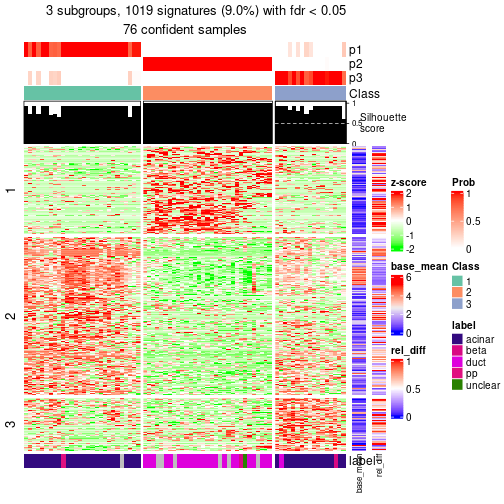 3 subgroups, 1019 signatures (9.0%) with fdr < 0.05
76 confident samples
p1
p2
p3
Class
1
0.5
0
Silhouette
score
1
2
3
z-score
2
1
0
-1
-2
Prob
1
0.5
0
base_mean
6
4
2
0
Class
1
2
3
rel_diff
1
0.5
0
label
acinar
beta
duct
pp
unclear
label
base_mean
rel_diff